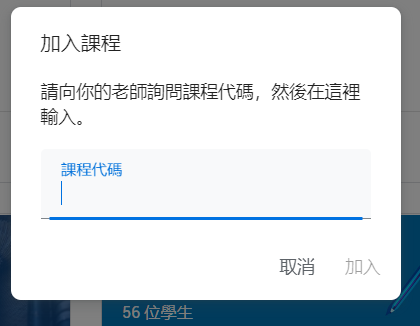 加入課程
請向你的老師詢問課程代碼，然後在這裡
輸入。
課程代碼
取消
加入
56 位學生